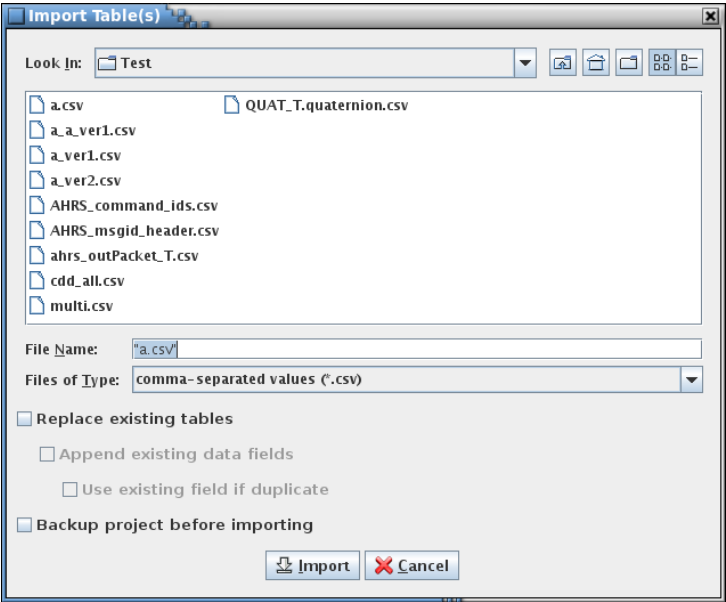 Import Table(s)
Look In: Test
a.csv
a_a_ver1.csv
a_ver1.csv
a_ver2.csv
AHRS_command_ids.csv
AHRS_msgid_header.csv
ahrs_outPacket_T.csv
cdd_all.csv
multi.csv
QUAT_T.quaternion.csv
File Name: "a.csv"
Files of Type: comma-separated values (*.csv)
Replace existing tables
Append existing data fields
Use existing field if duplicate
Backup project before importing
Import Cancel